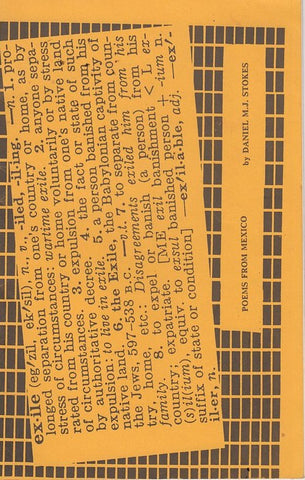 ex·ile (eg′zīl, ek′sīl), n., v., -iled, -il·ing. —n. 1. pro-
longed separation from one's country or home, as by
stress of circumstances: wartime exile. 2. anyone sepa-
rated from his country or home voluntarily or by stress
of circumstances. 3. expulsion from one's native land
by authoritative decree. 4. the fact or state of such
expulsion: to live in exile. 5. a person banished from his
native land. 6. the Exile, the Babylonian captivity of
the Jews, 597–538 B.C. —v.t. 7. to separate from coun-
try, home, etc.: Disagreements exiled him from his
family. 8. to expel or banish (a person) from his
country; expatriate. [ME exil banishment < L ex-
(s)il(ium), equiv. to exsul banished person + -ium n.
suffix of state or condition] —ex′il·a·ble, adj. —ex′-
il·er, n.
POEMS FROM MEXICO by DANIEL M.J. STOKES